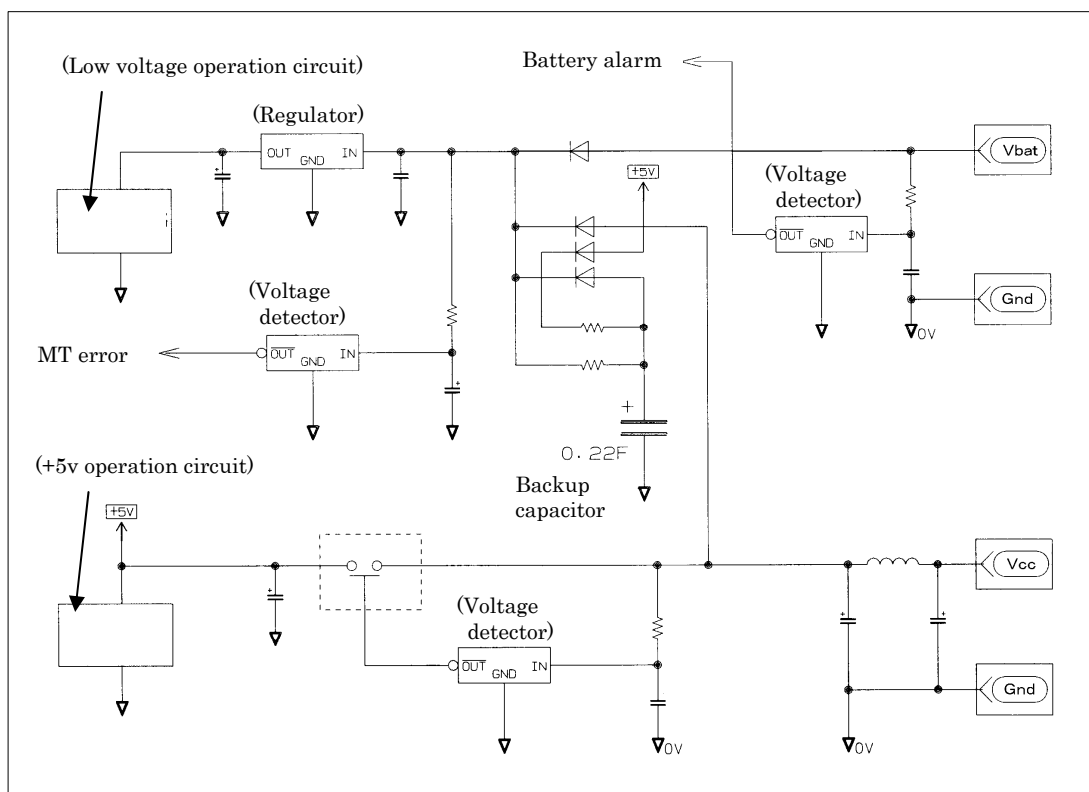 (Low voltage operation circuit)
Battery alarm
(Regulator)
OUT
GND
IN
Vbat
+5V
(Voltage
detector)
OUT
GND
IN
Gnd
0V
(Voltage
detector)
MT error
OUT
GND
IN
+
0.22F
Backup
capacitor
(+5v operation circuit)
+5V
Vcc
(Voltage
detector)
OUT
GND
IN
Gnd
0V
0V